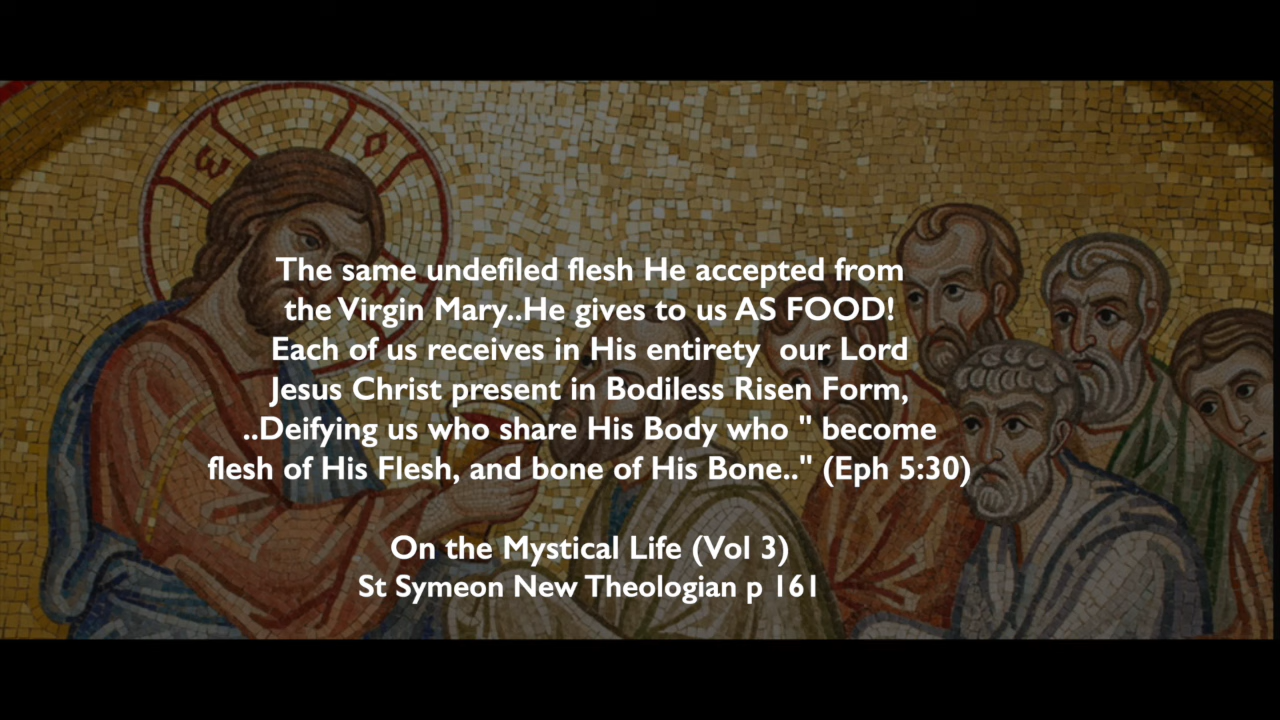 ω
Ο
The same undefiled flesh He accepted from
the Virgin Mary..He gives to us AS FOOD!
Each of us receives in His entirety  our Lord
Jesus Christ present in Bodiless Risen Form,
..Deifying us who share His Body who " become
flesh of His Flesh, and bone of His Bone.." (Eph 5:30)
On the Mystical Life (Vol 3)
St Symeon New Theologian p 161